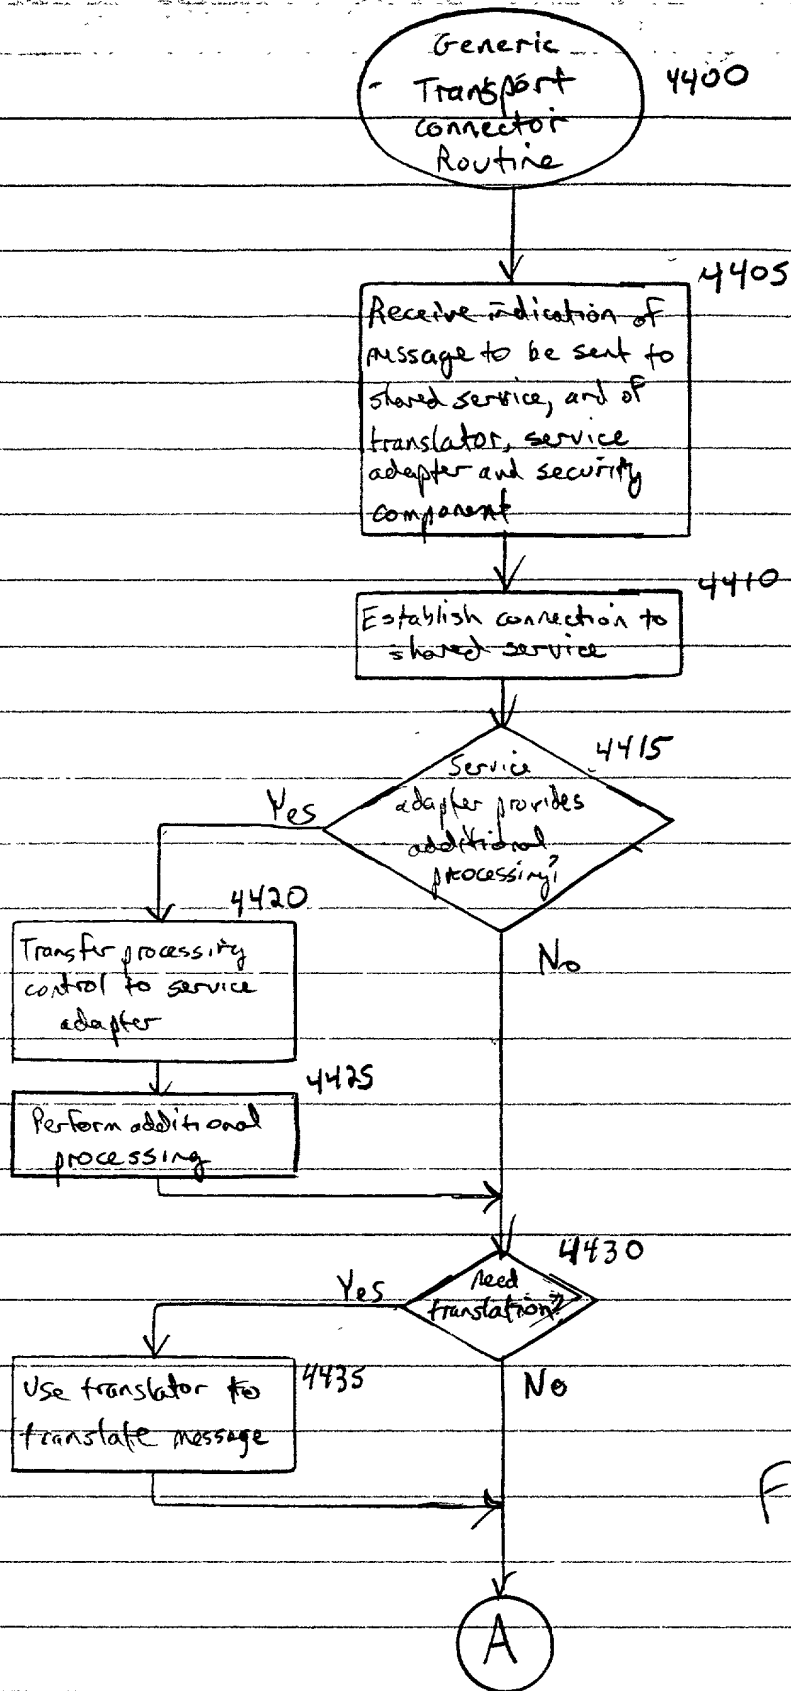 Generic
Transport
connector
Routine
4400
4405
Receive indication of
message to be sent to
shared service, and of
translator, service
adapter and security
component
4410
Establish connection to
shared service
4415
Service
adapter provides
additional
processing?
Yes
No
4420
Transfer processing
control to service
adapter
4425
Perform additional
processing
4430
need
translation?
Yes
No
4435
Use translator to
translate message
F
A